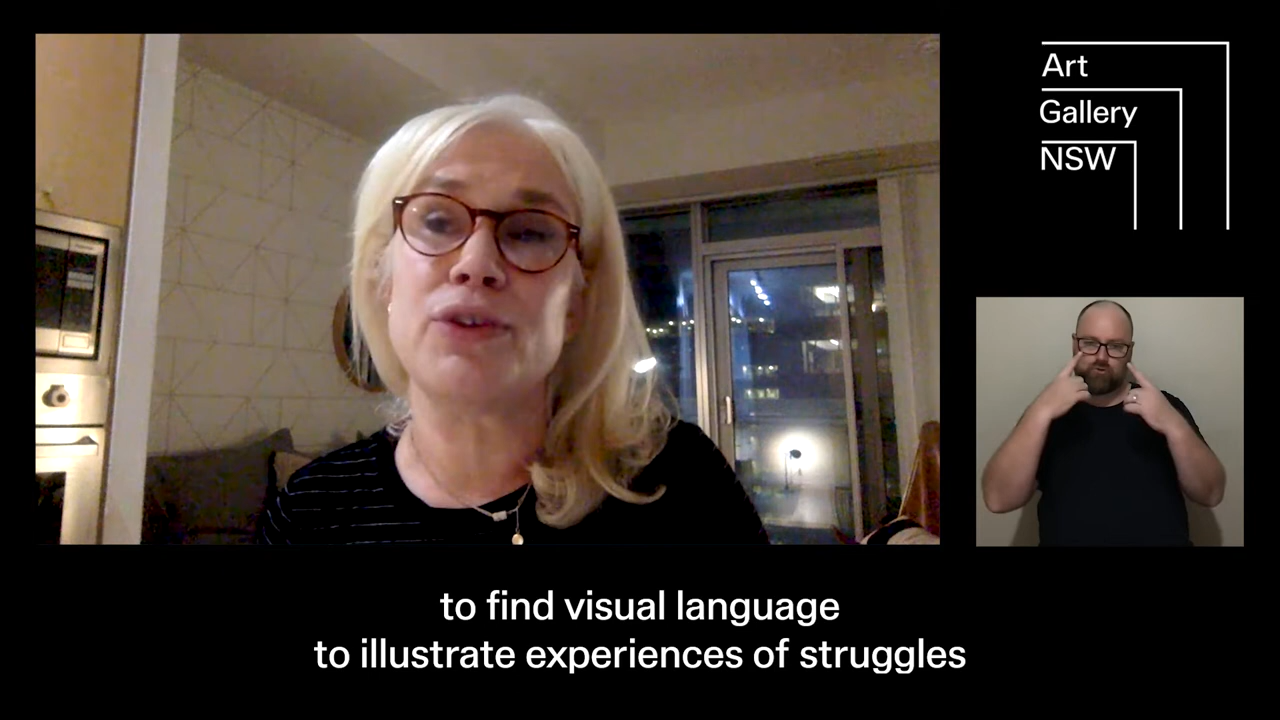 Art
Gallery
NSW
to find visual language
to illustrate experiences of struggles